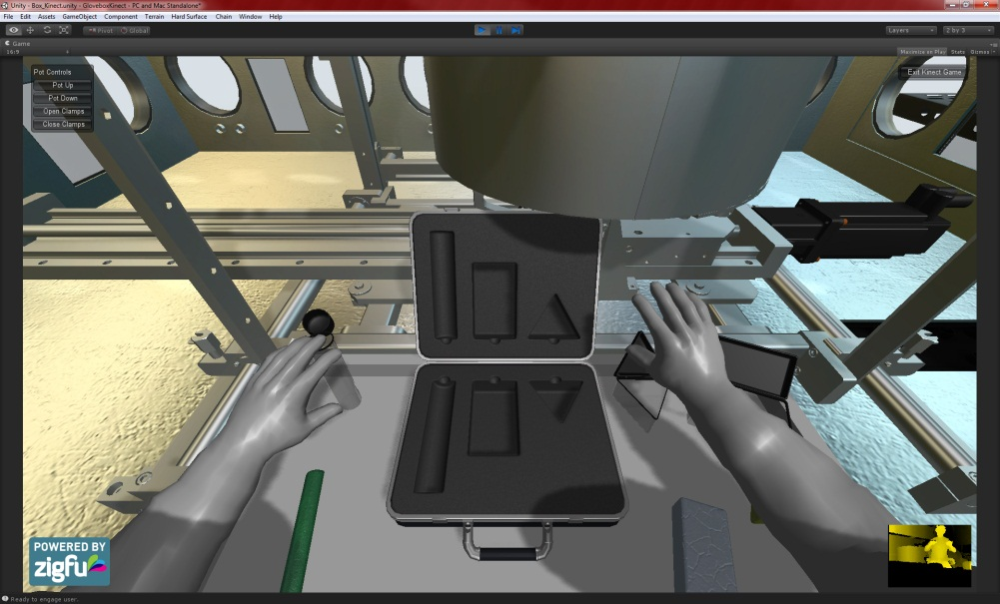 Unity - Box_Kinect.unity - GloveboxKinect - PC and Mac Standalone*
File Edit Assets GameObject Component Terrain Hard Surface Chain Window Help
Pivot Global Layers 2 by 3
Game
16:9 Maximize on Play Stats Gizmos
Pot Controls
Exit Kinect Game
Pot Up
Pot Down
Open Clamps
Close Clamps
POWERED BY
zigfu
Ready to engage user.